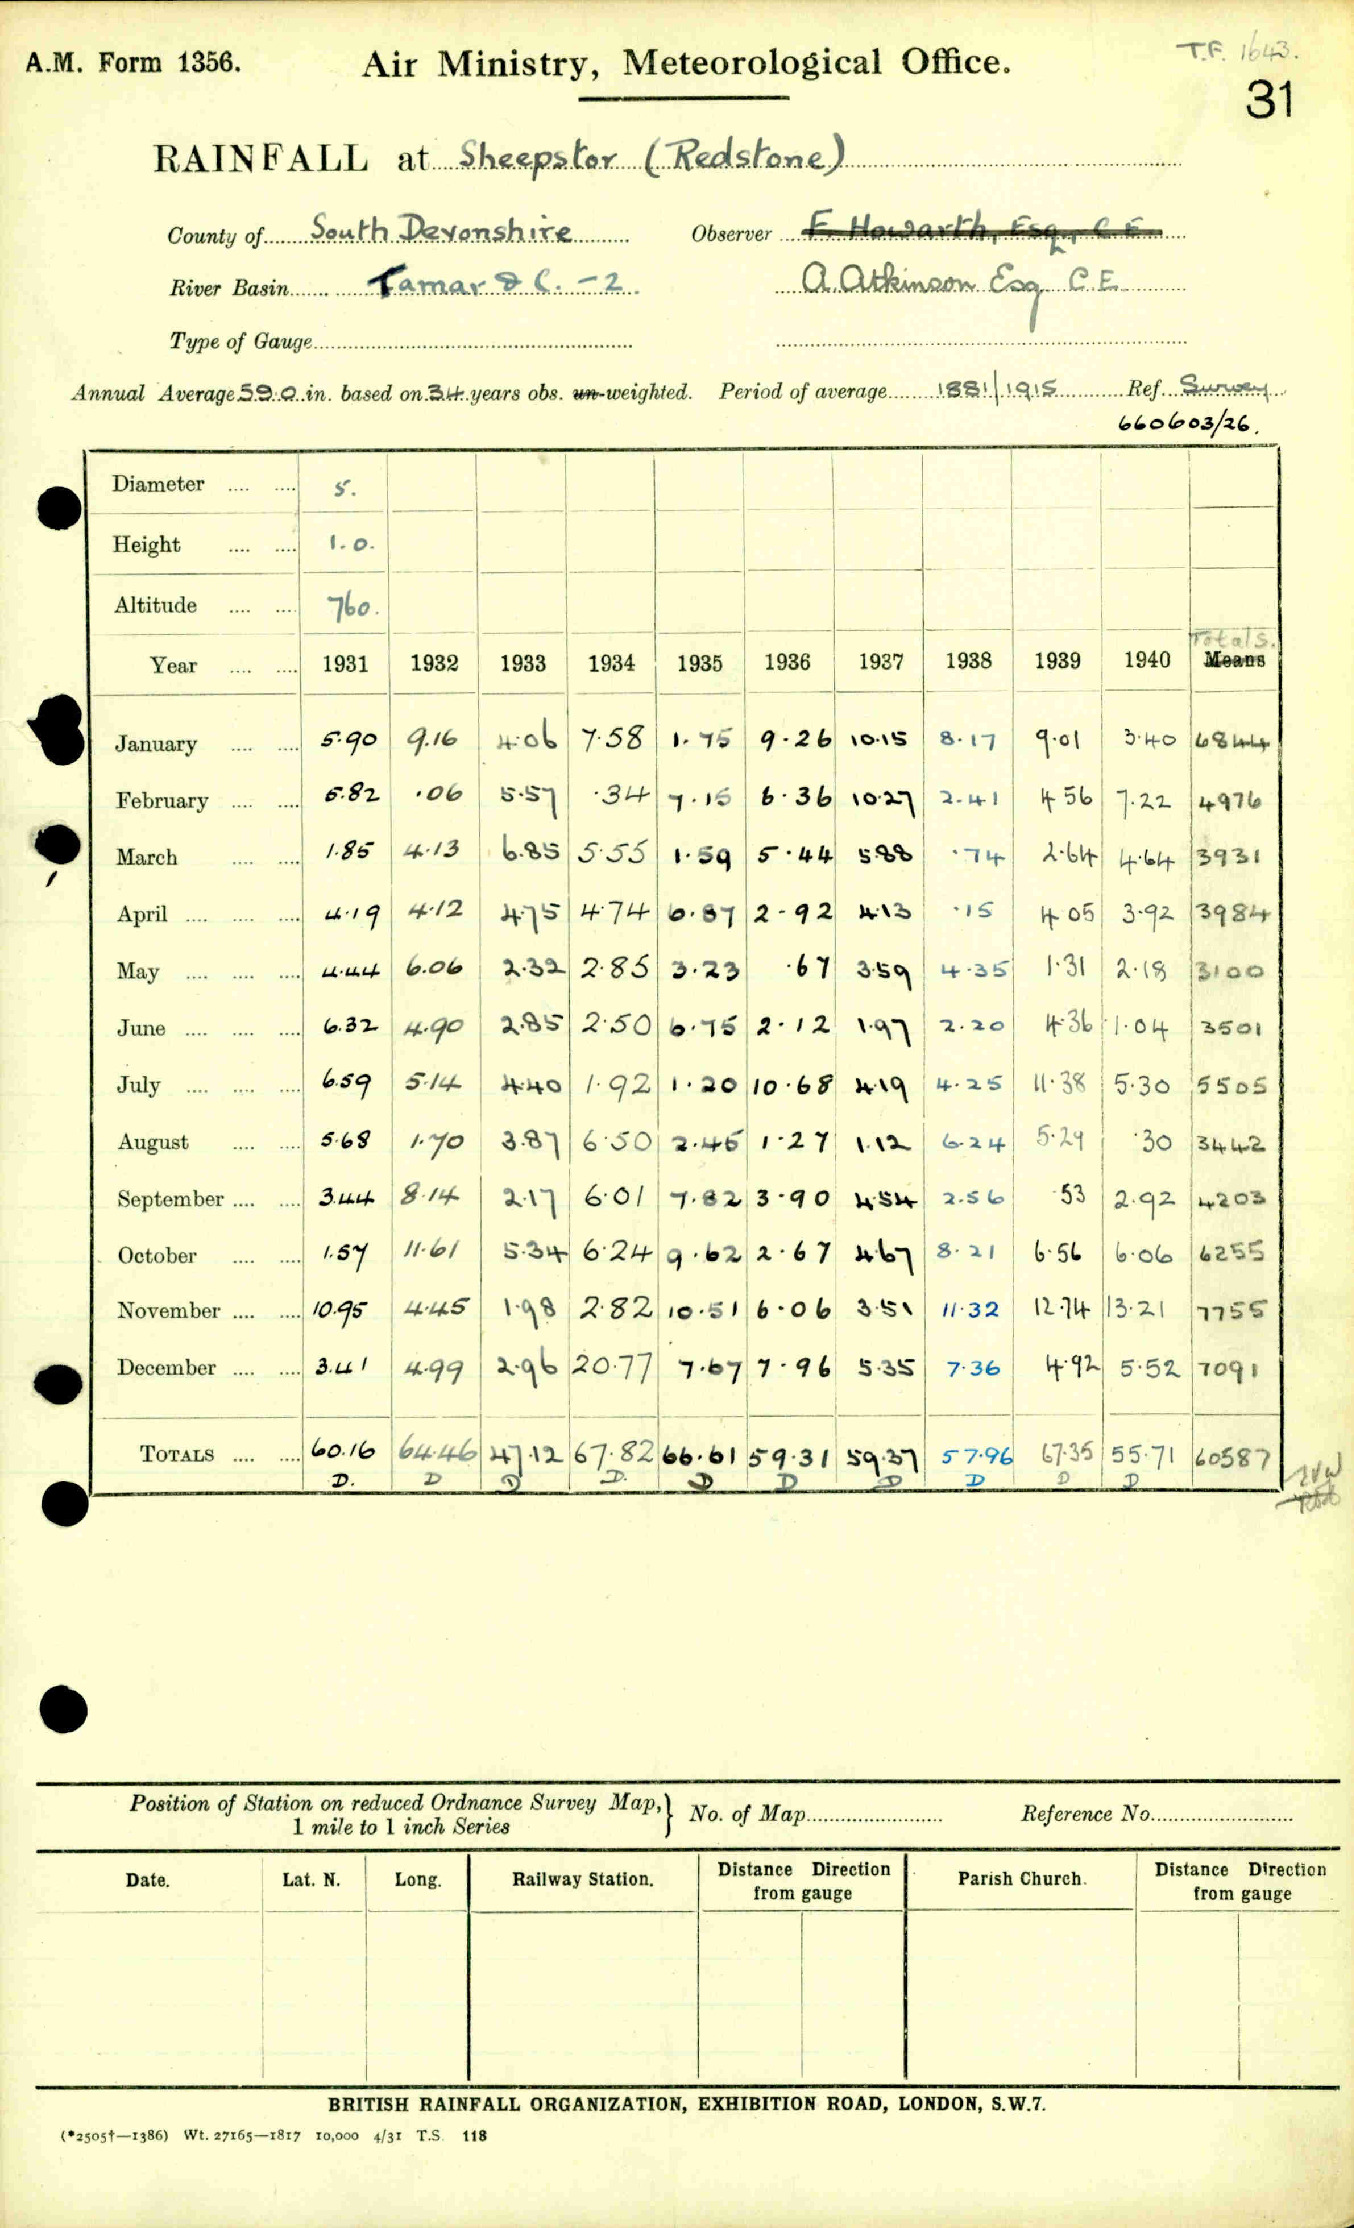 A.M. Form 1356.
Air Ministry, Meteorological Office.
T.F. 1643.
31
RAINFALL at Sheepstor (Redstone)
County of South Devonshire Observer F. Howarth, Esq., C.E.
River Basin Tamar & C. -2 A Atkinson Esq C.E
Type of Gauge
Annual Average 59.0 in. based on 34 years obs. un-weighted. Period of average 1881/1915 Ref. Survey
660603/26.
Diameter 5.
Height 1.0.
Altitude 760.
Totals.
Year 1931 1932 1933 1934 1935 1936 1937 1938 1939 1940 Means
January 5.90 9.16 4.06 7.58 1.75 9.26 10.15 8.17 9.01 3.40 6844
February 5.82 .06 5.57 .34 7.15 6.36 10.27 2.41 4 56 7.22 4976
March 1.85 4.13 6.85 5.55 1.59 5.44 5.88 .74 2.64 4.64 3931
April 4.19 4.12 4.75 4.74 6.87 2.92 4.13 .15 4 05 3.92 3984
May 4.44 6.06 2.32 2.85 3.23 .67 3.59 4.35 1.31 2.18 3100
June 6.32 4.90 2.85 2.50 6.75 2.12 1.97 2.20 4.36 1.04 3501
July 6.59 5.14 4.40 1.92 1.20 10.68 4.19 4.25 11.38 5.30 5505
August 5.68 1.70 3.87 6.50 2.45 1.27 1.12 6.24 5.29 .30 3442
September 3.44 8.14 2.17 6.01 7.82 3.90 4.54 2.56 .53 2.92 4203
October 1.57 11.61 5.34 6.24 9.62 2.67 4.67 8.21 6.56 6.06 6255
November 10.95 4.45 1.98 2.82 10.51 6.06 3.51 11.32 12.74 13.21 7755
December 3.41 4.99 2.96 20.77 7.67 7.96 5.35 7.36 4.92 5.52 7091
TOTALS 60.16 64.46 47.12 67.82 66.61 59.31 59.37 57.96 67.35 55.71 60587
D. D D D. D D D D D D
Position of Station on reduced Ordnance Survey Map, } No. of Map Reference No.
1 mile to 1 inch Series
Date. Lat. N. Long. Railway Station. Distance Direction from gauge Parish Church. Distance Direction from gauge
BRITISH RAINFALL ORGANIZATION, EXHIBITION ROAD, LONDON, S.W.7.
(*2505†—1386) Wt. 27165—1817 10,000 4/31 T.S. 118